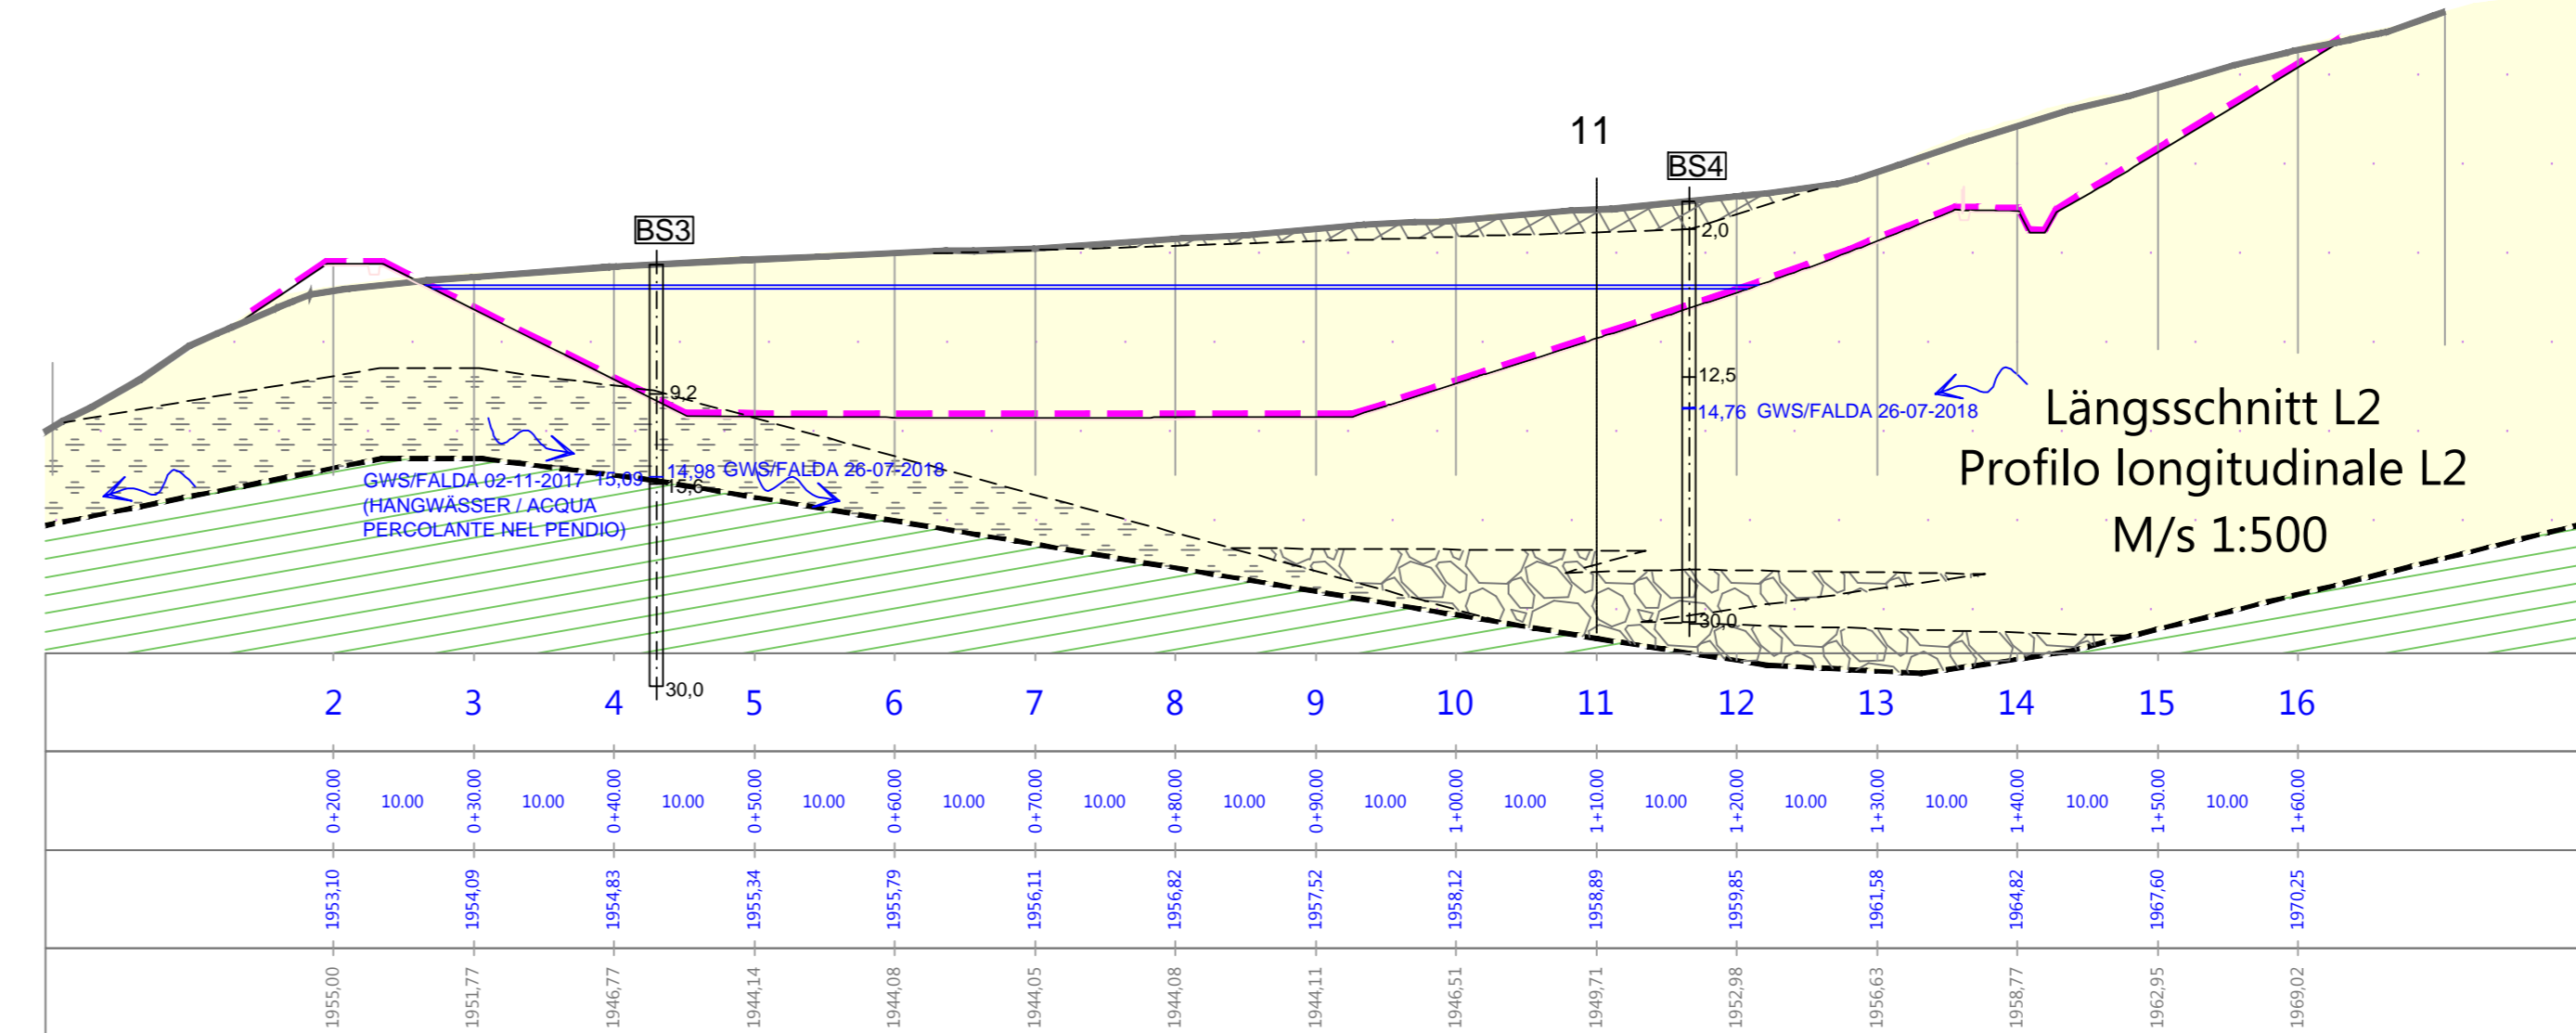 11
BS4
BS3
2,0
12,5
9,2
14,76 GWS/FALDA 26-07-2018
Längsschnitt L2
Profilo longitudinale L2
M/s 1:500
14,98 GWS/FALDA 26-07-2018
GWS/FALDA 02-11-2017 15,09
15,6
(HANGWÄSSER / ACQUA
PERCOLANTE NEL PENDIO)
30,0
30,0
2 3 4 5 6 7 8 9 10 11 12 13 14 15 16
0+20.00 10.00 0+30.00 10.00 0+40.00 10.00 0+50.00 10.00 0+60.00 10.00 0+70.00 10.00 0+80.00 10.00 0+90.00 10.00 1+00.00 10.00 1+10.00 10.00 1+20.00 10.00 1+30.00 10.00 1+40.00 10.00 1+50.00 10.00 1+60.00
1953,10 1954,09 1954,83 1955,34 1955,79 1956,11 1956,82 1957,52 1958,12 1958,89 1959,85 1961,58 1964,82 1967,60 1970,25
1955,00 1951,77 1946,77 1944,14 1944,08 1944,05 1944,08 1944,11 1946,51 1949,71 1952,98 1956,63 1958,77 1962,95 1969,02